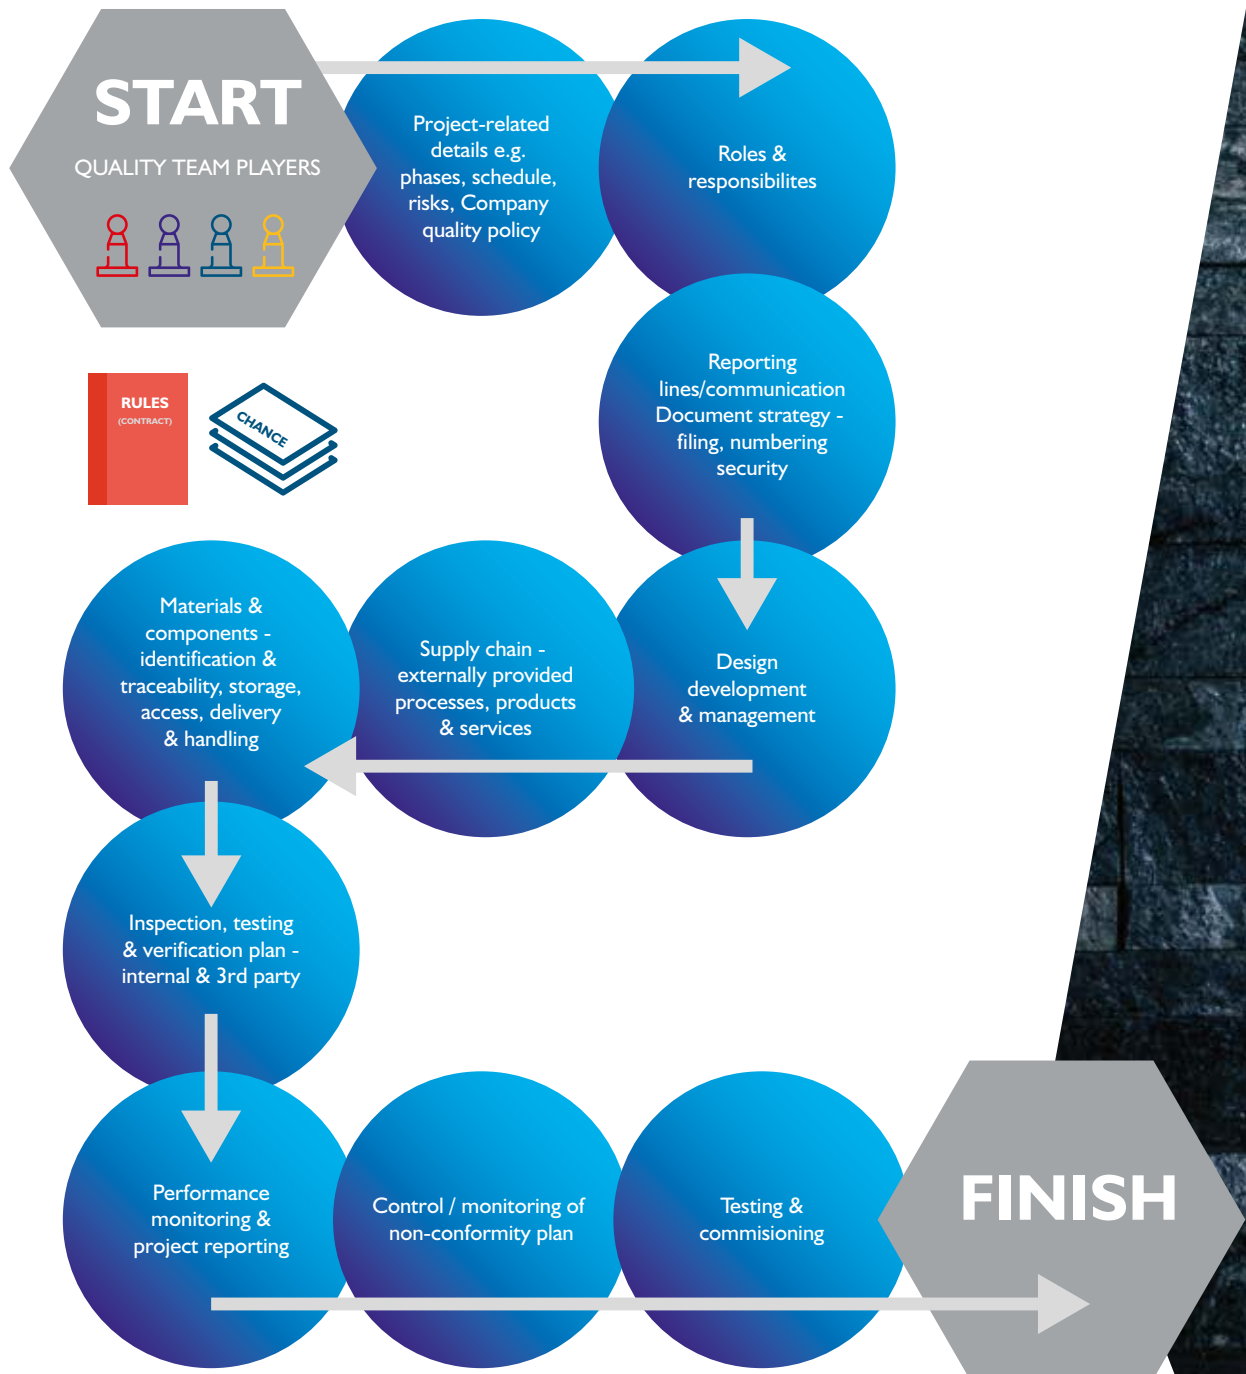 START
QUALITY TEAM PLAYERS
Project-related
details e.g.
phases, schedule,
risks, Company
quality policy
Roles &
responsibilites
RULES
(CONTRACT)
CHANCE
Reporting
lines/communication
Document strategy -
filing, numbering
security
Design
development
& management
Supply chain -
externally provided
processes, products
& services
Materials &
components -
identification &
traceability, storage,
access, delivery
& handling
Inspection, testing
& verification plan -
internal & 3rd party
Performance
monitoring &
project reporting
Control / monitoring of
non-conformity plan
Testing &
commisioning
FINISH